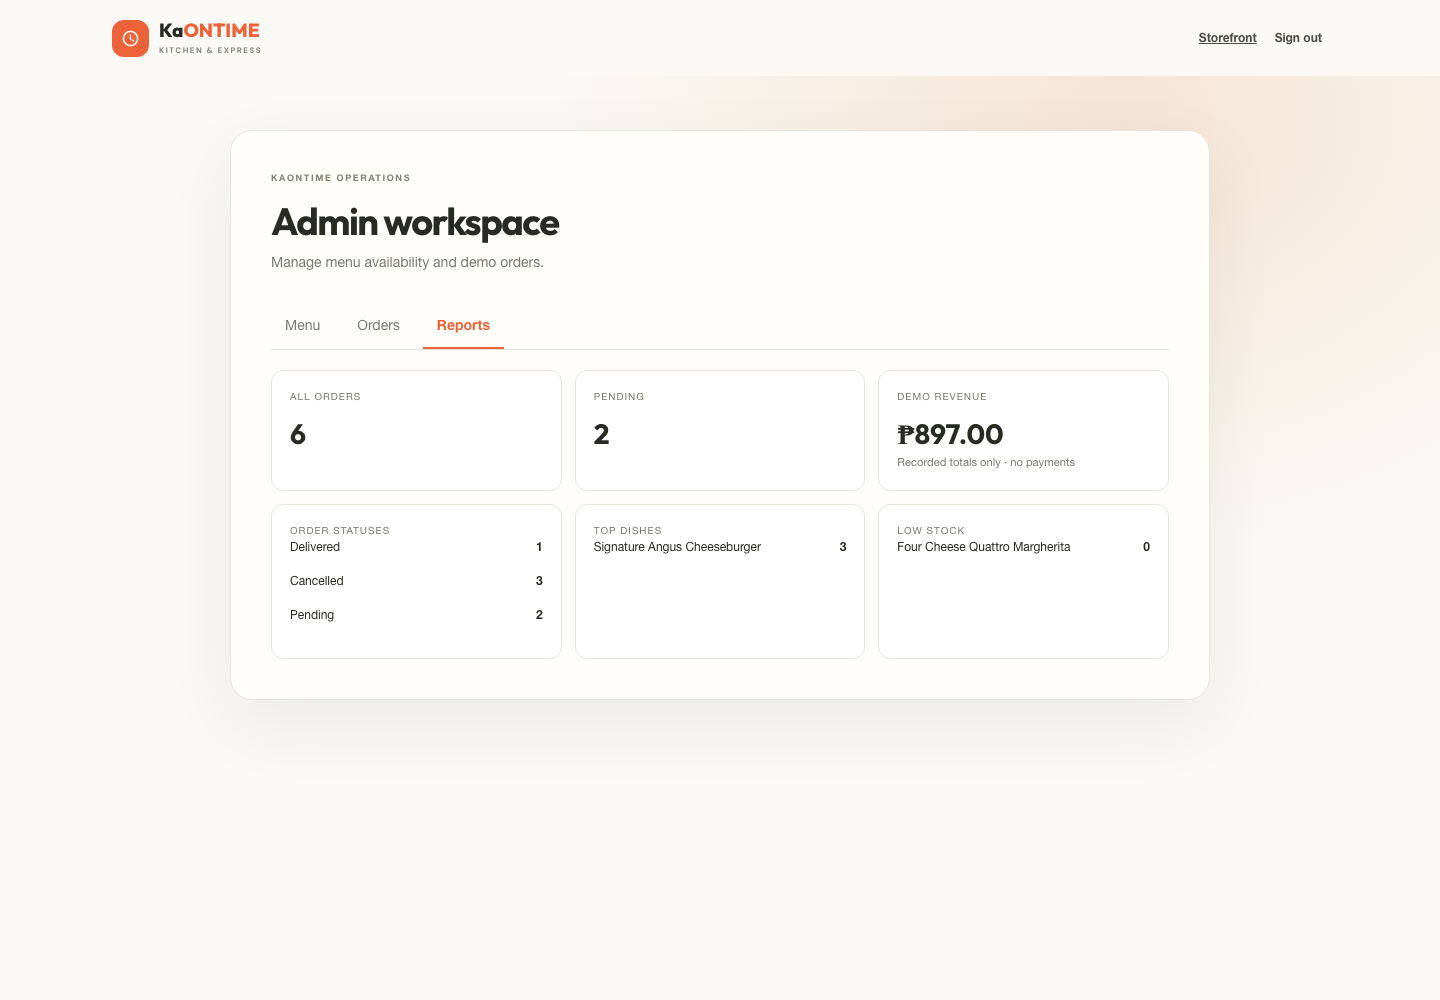 KaONTIME
KITCHEN & EXPRESS
Storefront
Sign out
KAONTIME OPERATIONS
Admin workspace
Manage menu availability and demo orders.
Menu
Orders
Reports
ALL ORDERS
6
PENDING
2
DEMO REVENUE
₱897.00
Recorded totals only · no payments
ORDER STATUSES
Delivered 1
Cancelled 3
Pending 2
TOP DISHES
Signature Angus Cheeseburger 3
LOW STOCK
Four Cheese Quattro Margherita 0